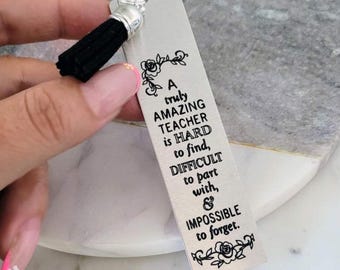 A
truly
AMAZING
TEACHER
is HARD
to find,
DIFFICULT
to part
with,
&
IMPOSSIBLE
to forget.